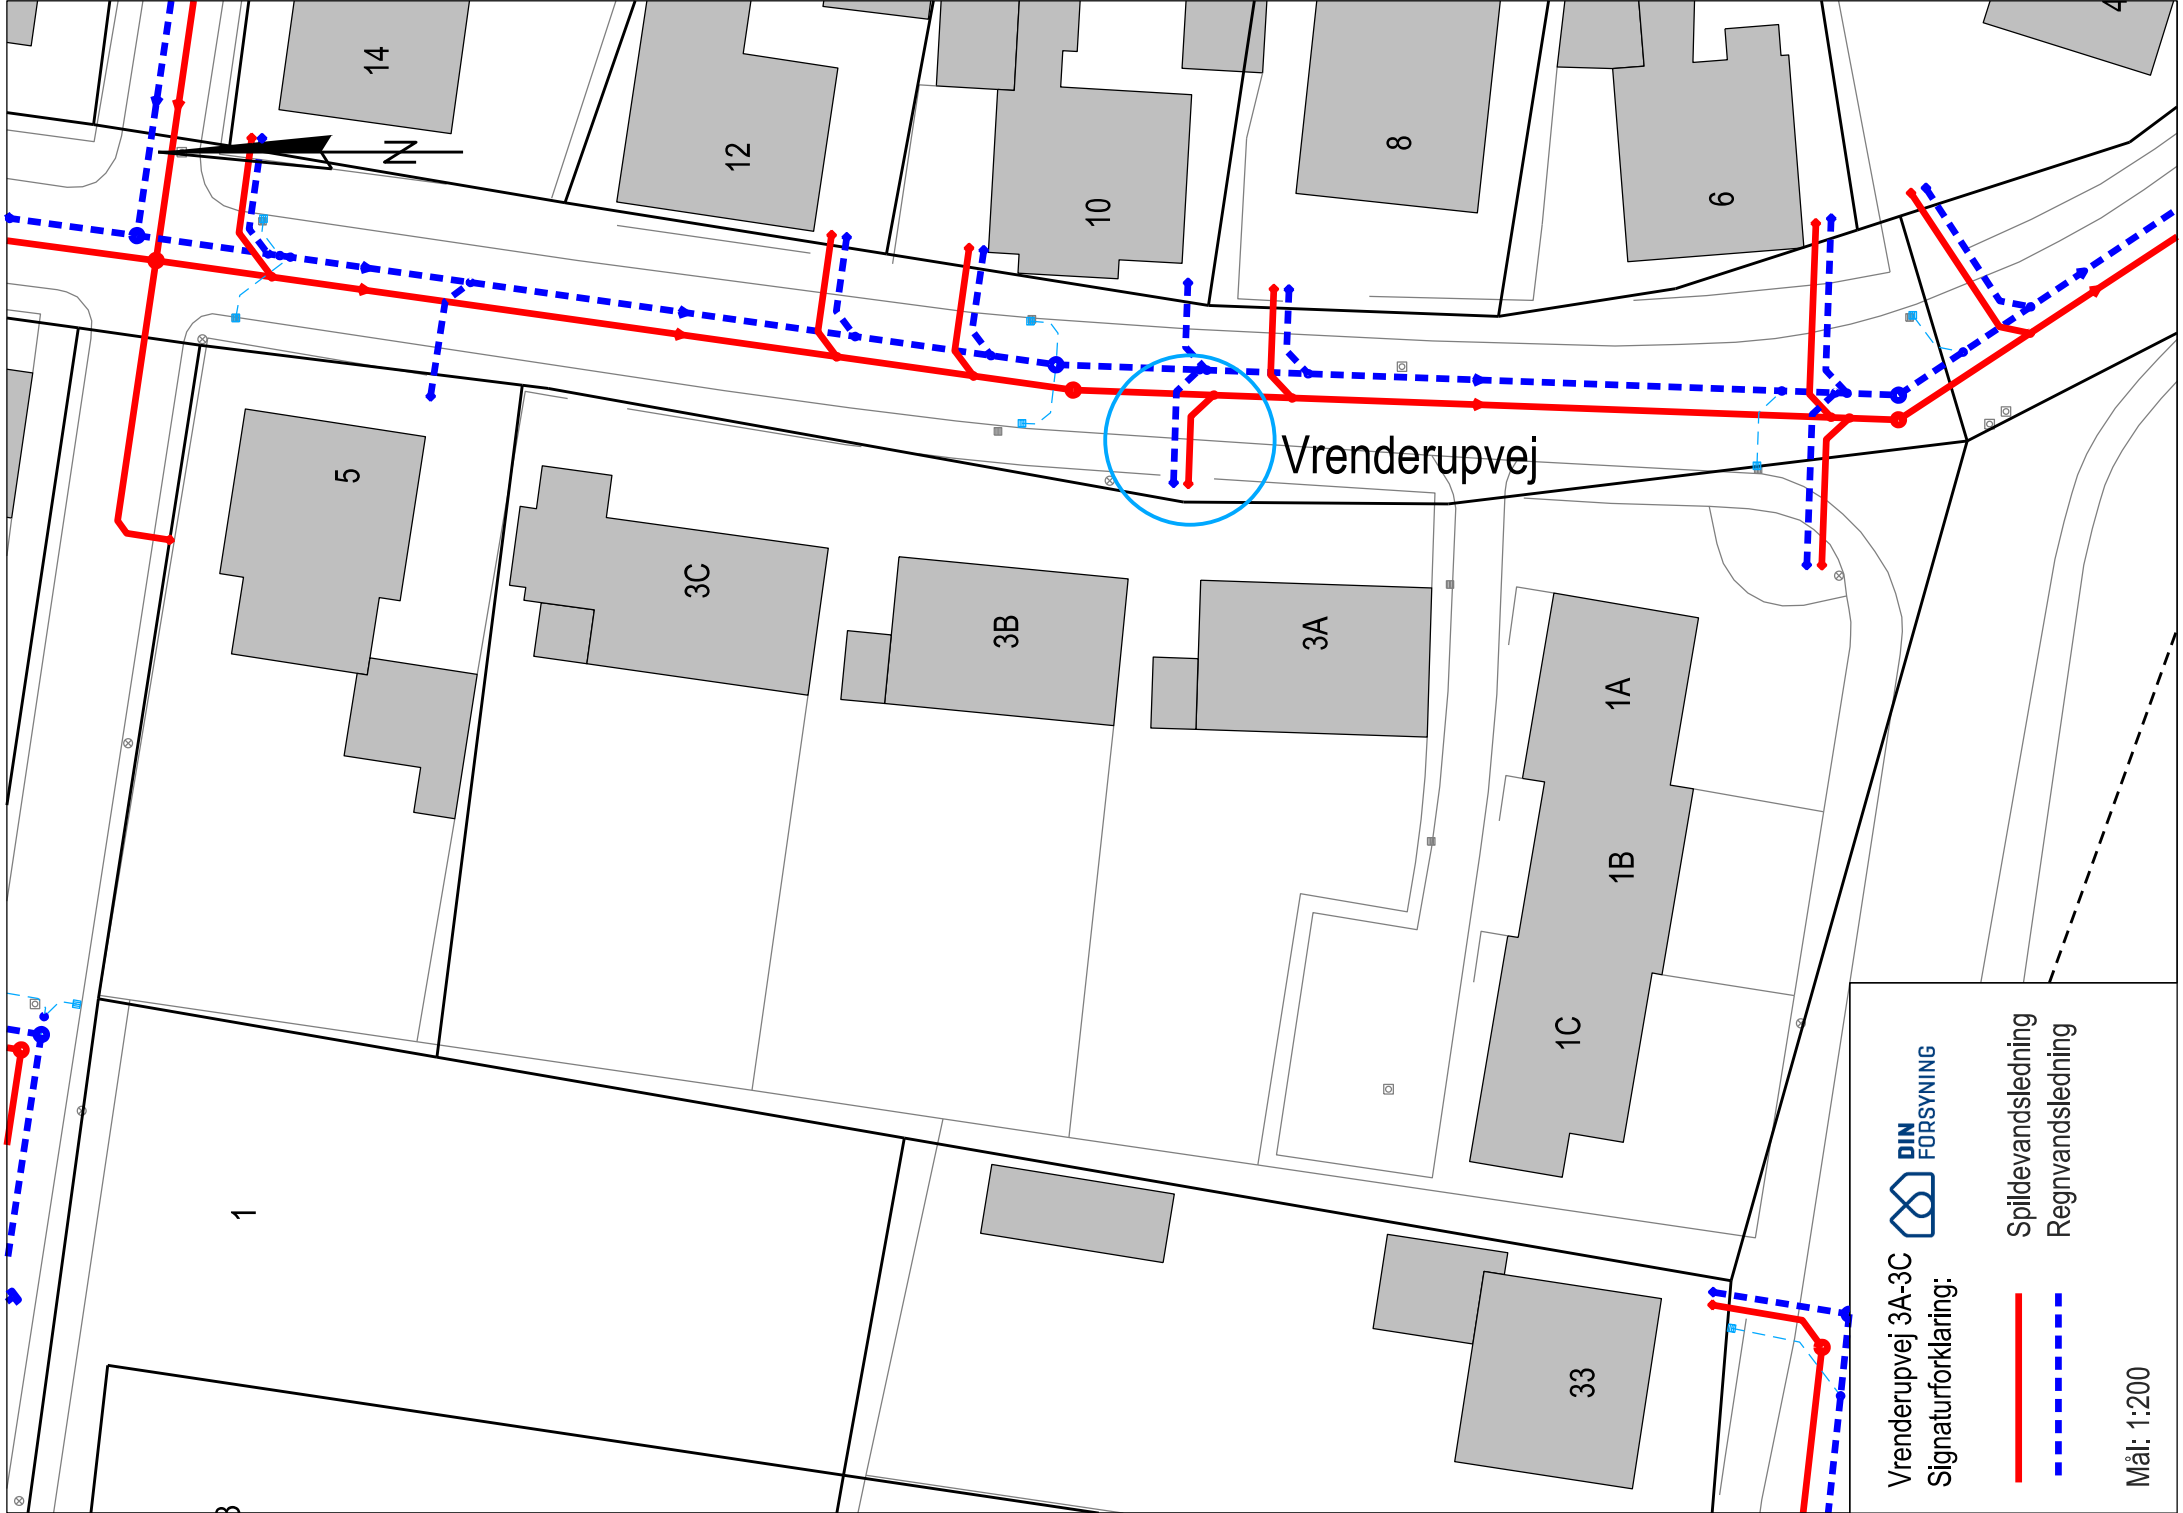 14
12
10
8
6
4
N
Vrenderupvej
5
3C
3B
3A
1A
1B
1C
1
33
Vrenderupvej 3A-3C
Signaturforklaring:
DIN
FORSYNING
Spildevandsledning
Regnvandsledning
Mål: 1:200